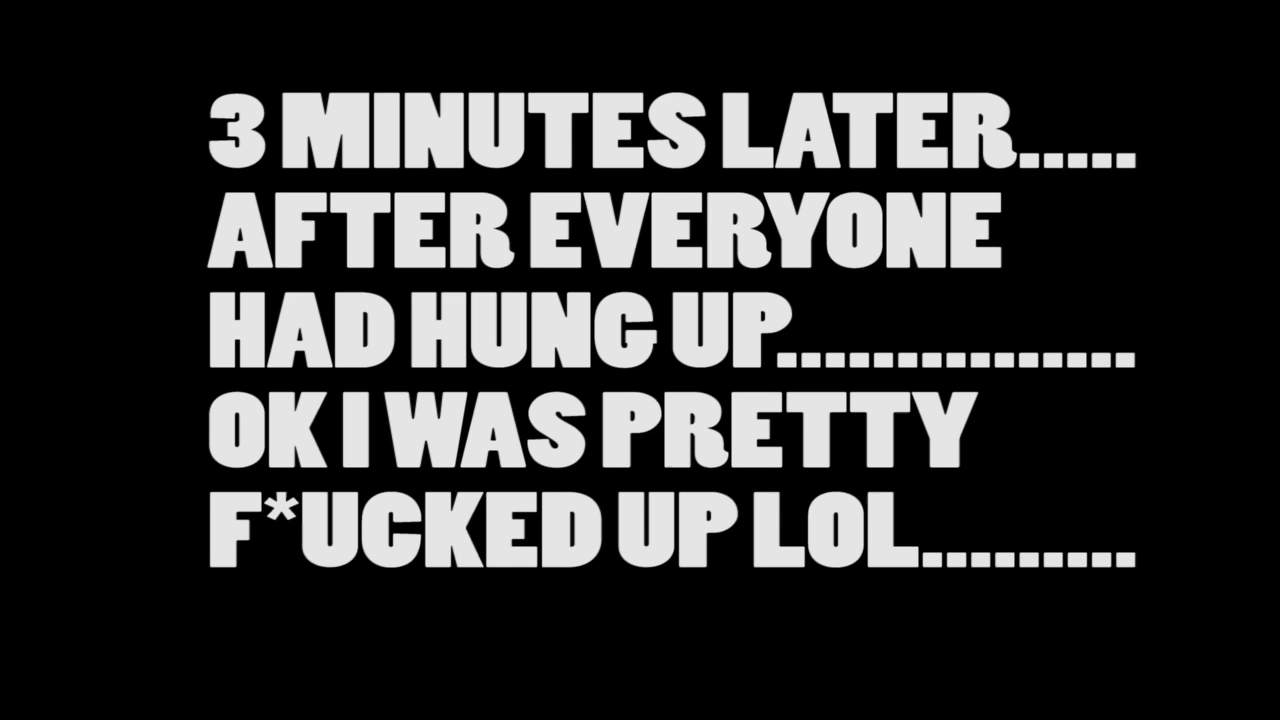 3 MINUTES LATER.....
AFTER EVERYONE
HAD HUNG UP...............
OK I WAS PRETTY
F*UCKED UP LOL.........